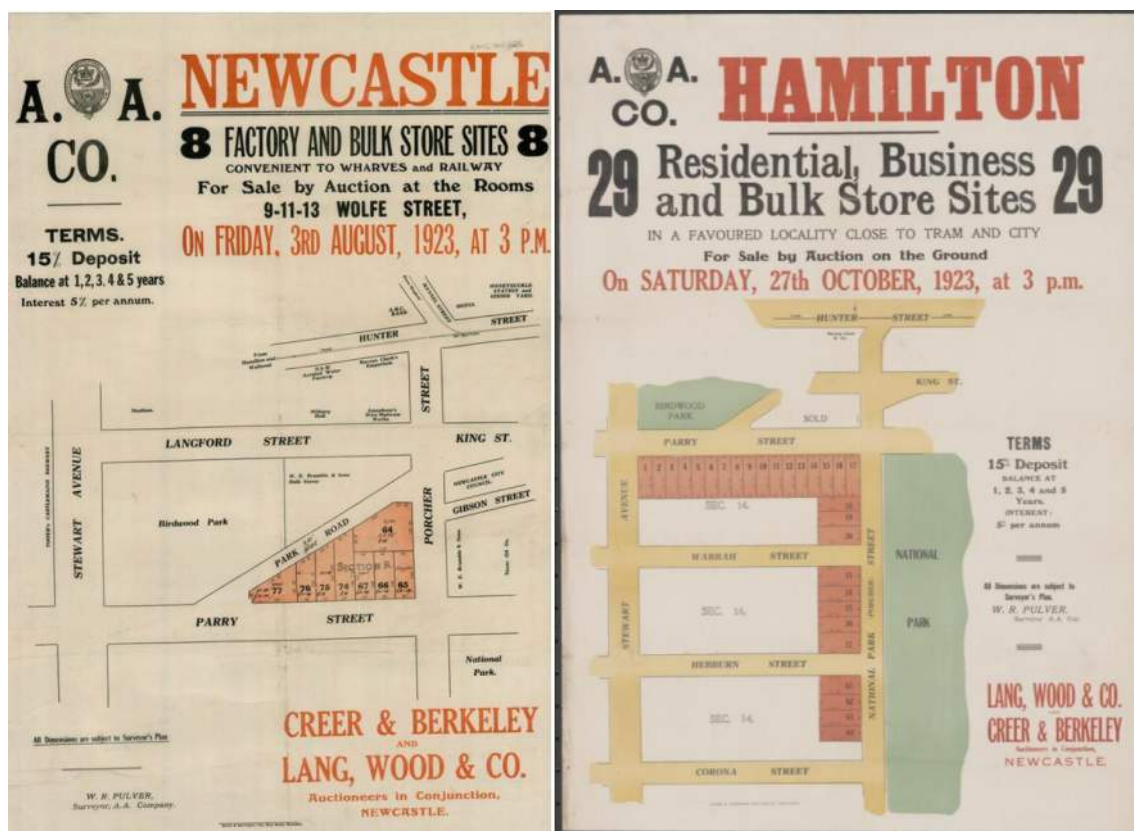 A. A.
CO.
NEWCASTLE
8 FACTORY AND BULK STORE SITES 8
CONVENIENT TO WHARVES and RAILWAY
For Sale by Auction at the Rooms
9-11-13 WOLFE STREET,
ON FRIDAY, 3RD AUGUST, 1923, AT 3 P.M.
TERMS.
15% Deposit
Balance at 1, 2, 3, 4 & 5 years
Interest 5% per annum.
HUNTER STREET
STREET
LANGFORD STREET
KING ST.
STEWART AVENUE
Birdwood Park
PARK ROAD
PORCHER
GIBSON STREET
64
77 76 75 74 67 66 65
PARRY STREET
National
Park.
All Dimensions are subject to Surveyor's Plan
W. R. PULVER,
Surveyor, A.A. Company.
CREER & BERKELEY
AND
LANG, WOOD & CO.
Auctioneers in Conjunction,
NEWCASTLE.
A. A.
CO.
HAMILTON
29 Residential, Business
and Bulk Store Sites 29
IN A FAVOURED LOCALITY CLOSE TO TRAM AND CITY
For Sale by Auction on the Ground
On SATURDAY, 27th OCTOBER, 1923, at 3 p.m.
HUNTER STREET
KING ST.
BIRDWOOD
PARK
SOLD
PARRY STREET
1 2 3 4 5 6 7 8 9 10 11 12 13 14 15 16 17
SEC. 14.
STEWART AVENUE
WARRAH STREET
SEC. 14.
HEBBURN STREET
SEC. 14.
CORONA STREET
NATIONAL PARK PORCHER STREET
NATIONAL
PARK
TERMS
15% Deposit
BALANCE AT
1, 2, 3, 4 and 5
Years.
INTEREST:
5% per annum
All Dimensions are subject to
Surveyor's Plan.
W. R. PULVER,
Surveyor A.A. Coy.
LANG, WOOD & CO.
CREER & BERKELEY
Auctioneers in Conjunction,
NEWCASTLE.